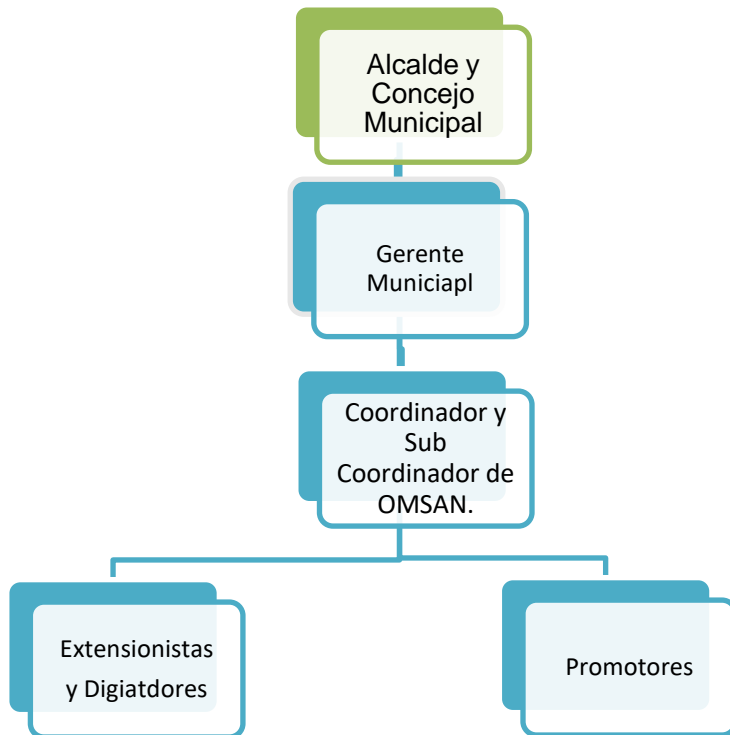 Alcalde y
Concejo
Municipal
Gerente
Municiapl
Coordinador y
Sub
Coordinador de
OMSAN.
Extensionistas
y Digiatdores
Promotores